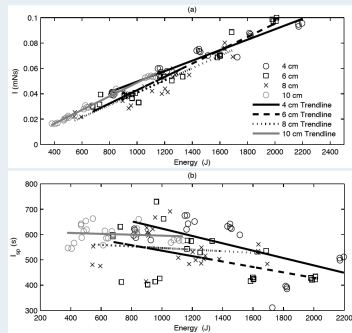 (a)
0.1
0.08
0.06
0.04
0.02
0
I (mNs)
4 cm
6 cm
8 cm
10 cm
4 cm Trendline
6 cm Trendline
8 cm Trendline
10 cm Trendline
400 600 800 1000 1200 1400 1600 1800 2000 2200 2400
Energy (J)
(b)
800
700
600
500
400
300
I_sp (s)
200 400 600 800 1000 1200 1400 1600 1800 2000 2200
Energy (J)